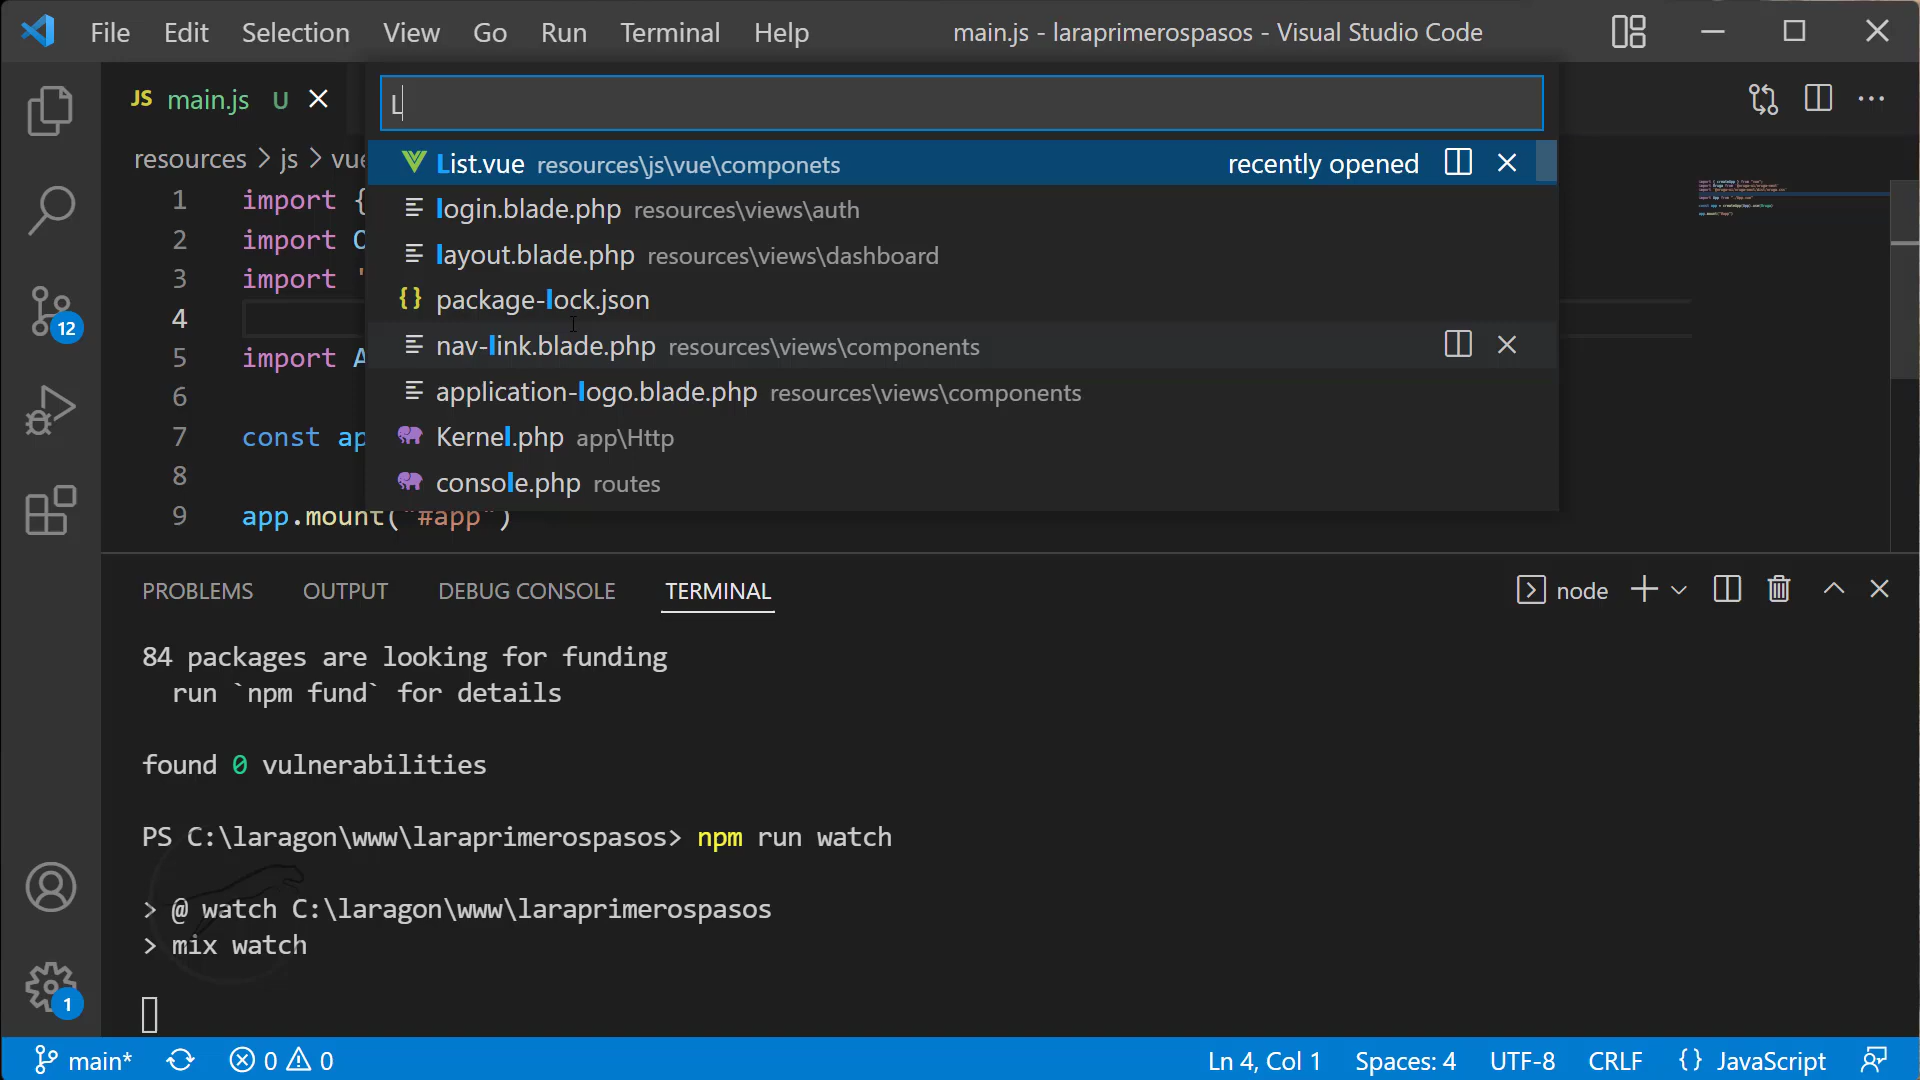 File Edit Selection View Go Run Terminal Help main.js - laraprimerospasos - Visual Studio Code
JS main.js U
L
resources > js > vue
List.vue resources\js\vue\componets recently opened
login.blade.php resources\views\auth
layout.blade.php resources\views\dashboard
{} package-lock.json
nav-link.blade.php resources\views\components
application-logo.blade.php resources\views\components
Kernel.php app\Http
console.php routes
1 import {
2 import O
3 import '
4
5 import A
6
7 const ap
8
9 app.mount("#app")
PROBLEMS OUTPUT DEBUG CONSOLE TERMINAL node
84 packages are looking for funding
run `npm fund` for details
found 0 vulnerabilities
PS C:\laragon\www\laraprimerospasos> npm run watch
> @ watch C:\laragon\www\laraprimerospasos
> mix watch
12
1
main* 0 0 Ln 4, Col 1 Spaces: 4 UTF-8 CRLF {} JavaScript